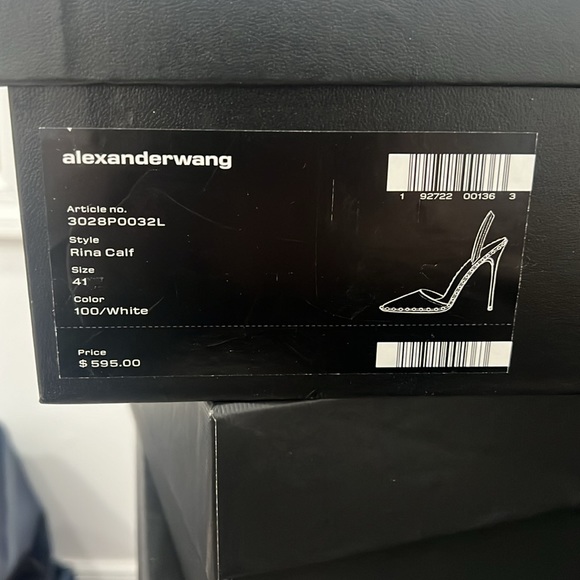 alexanderwang
1 92722 00136 3
Article no.
3028P0032L
Style
Rina Calf
Size
41
Color
100/White
Price
$595.00